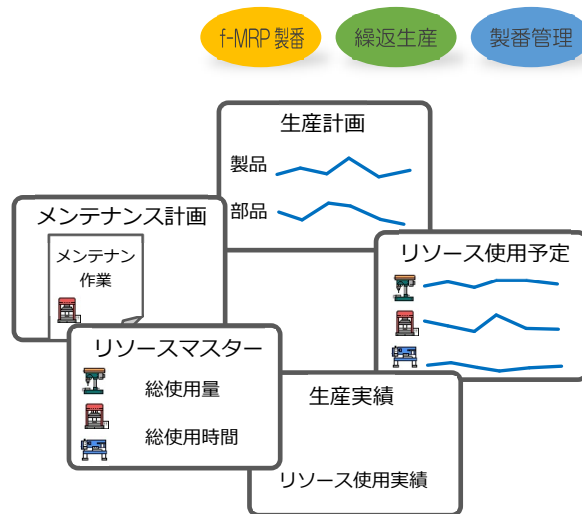 f-MRP 製番
繰返生産
製番管理
生産計画
製品
部品
メンテナンス計画
メンテナン
作業
リソース使用予定
リソースマスター
総使用量
総使用時間
生産実績
リソース使用実績